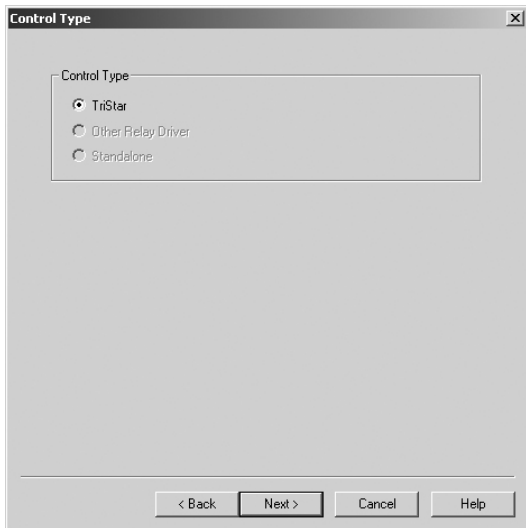 Control Type
Control Type
TriStar
Other Relay Driver
Standalone
< Back Next > Cancel Help